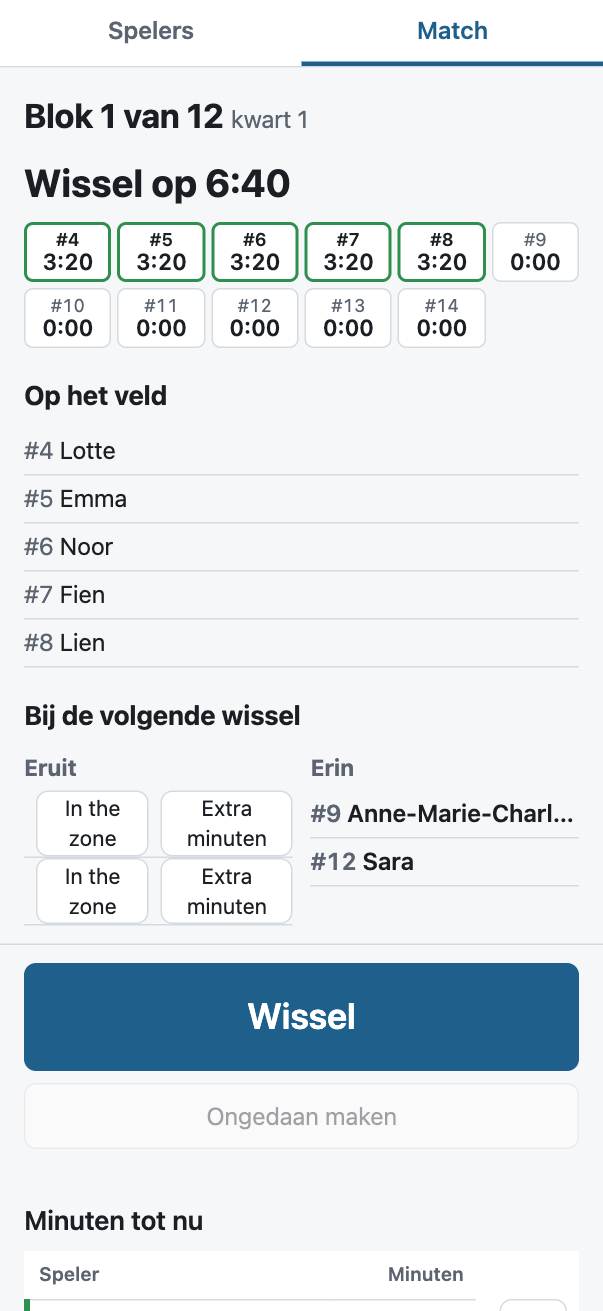 Spelers Match
Blok 1 van 12 kwart 1
Wissel op 6:40
#4 #5 #6 #7 #8 #9
3:20 3:20 3:20 3:20 3:20 0:00
#10 #11 #12 #13 #14
0:00 0:00 0:00 0:00 0:00
Op het veld
#4 Lotte
#5 Emma
#6 Noor
#7 Fien
#8 Lien
Bij de volgende wissel
Eruit
In the
zone
Extra
minuten
In the
zone
Extra
minuten
Erin
#9 Anne-Marie-Charl...
#12 Sara
Wissel
Ongedaan maken
Minuten tot nu
Speler Minuten